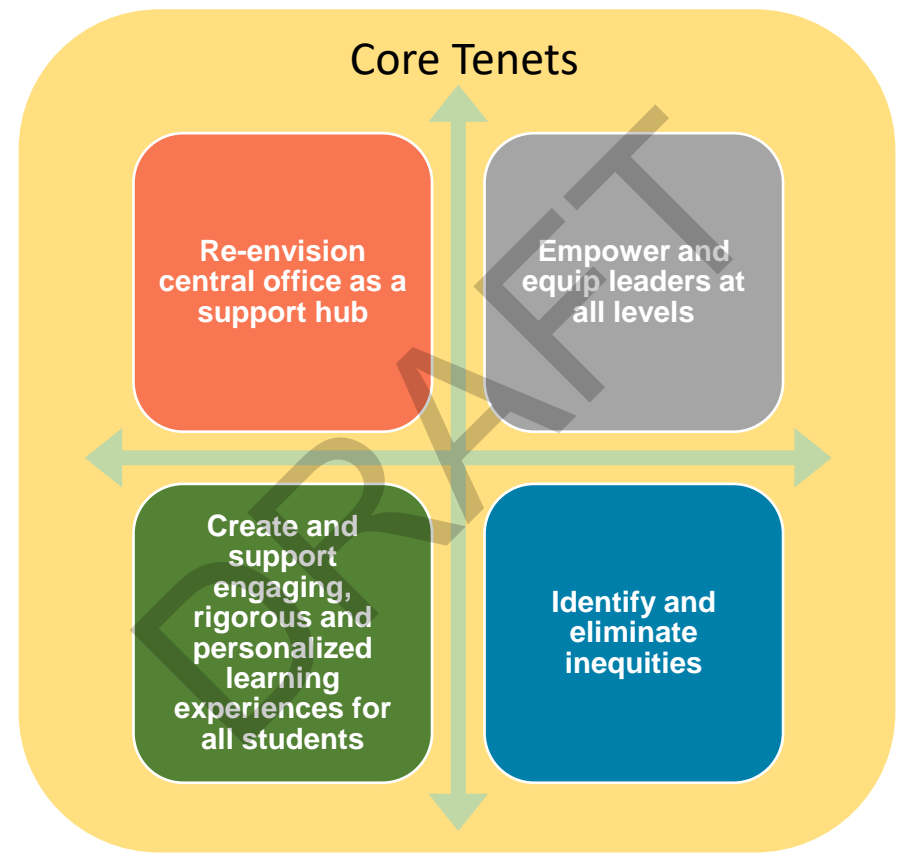 Core Tenets
Re-envision
central office as a
support hub
Empower and
equip leaders at
all levels
Create and
support
engaging,
rigorous and
personalized
learning
experiences for
all students
Identify and
eliminate
inequities
DRAFT